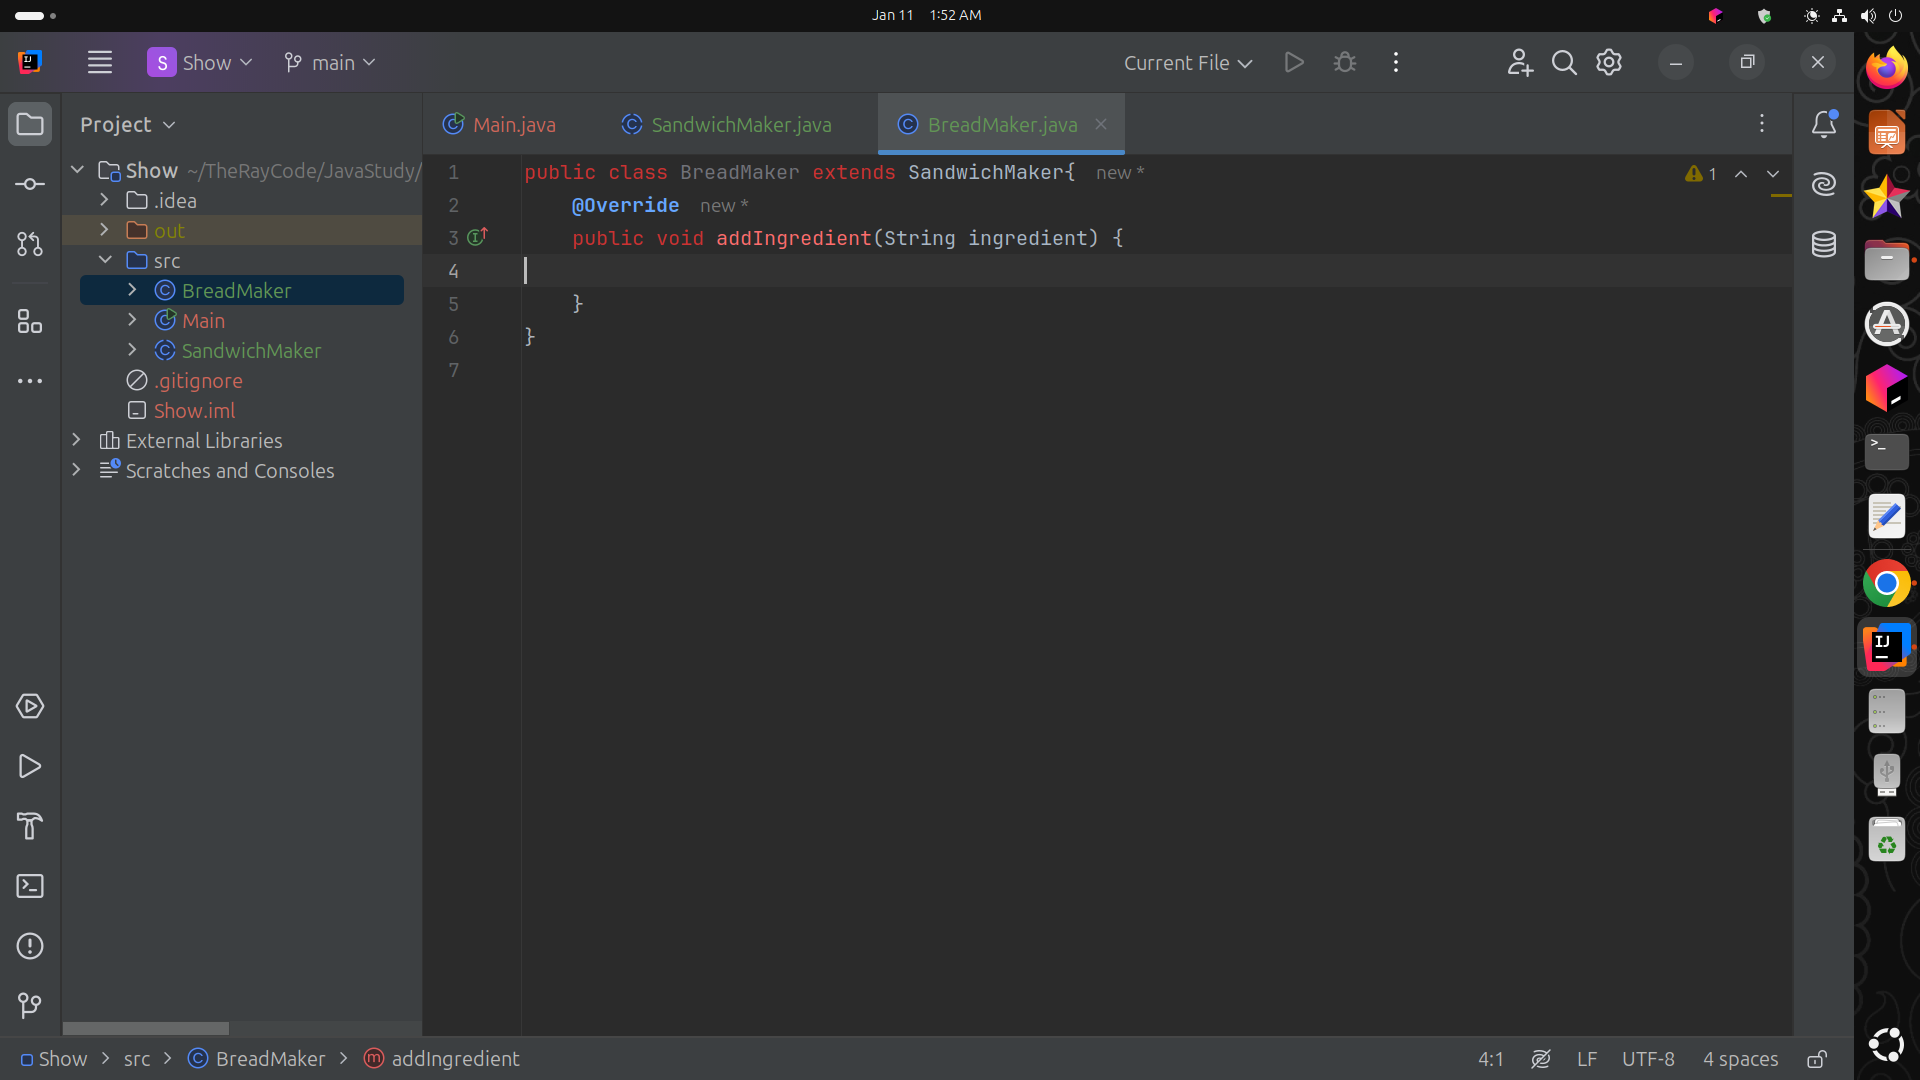 Jan 11 1:52 AM
S Show main Current File
Project
Main.java SandwichMaker.java BreadMaker.java
Show ~/TheRayCode/JavaStudy/
.idea
out
src
BreadMaker
Main
SandwichMaker
.gitignore
Show.iml
External Libraries
Scratches and Consoles
1 public class BreadMaker extends SandwichMaker{ new *
2 @Override new *
3 public void addIngredient(String ingredient) {
4
5 }
6 }
7
1
Show > src > BreadMaker > addIngredient
4:1 LF UTF-8 4 spaces